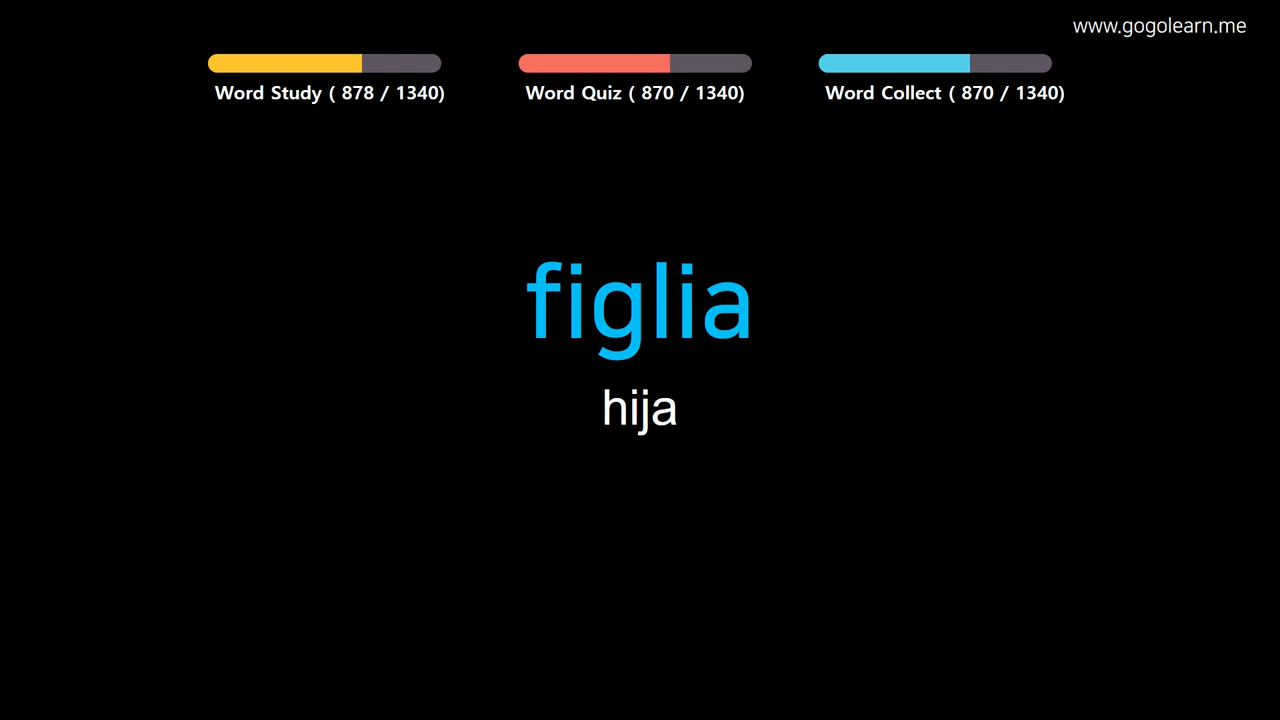 www.gogolearn.me
Word Study ( 878 / 1340)
Word Quiz ( 870 / 1340)
Word Collect ( 870 / 1340)
figlia
hija